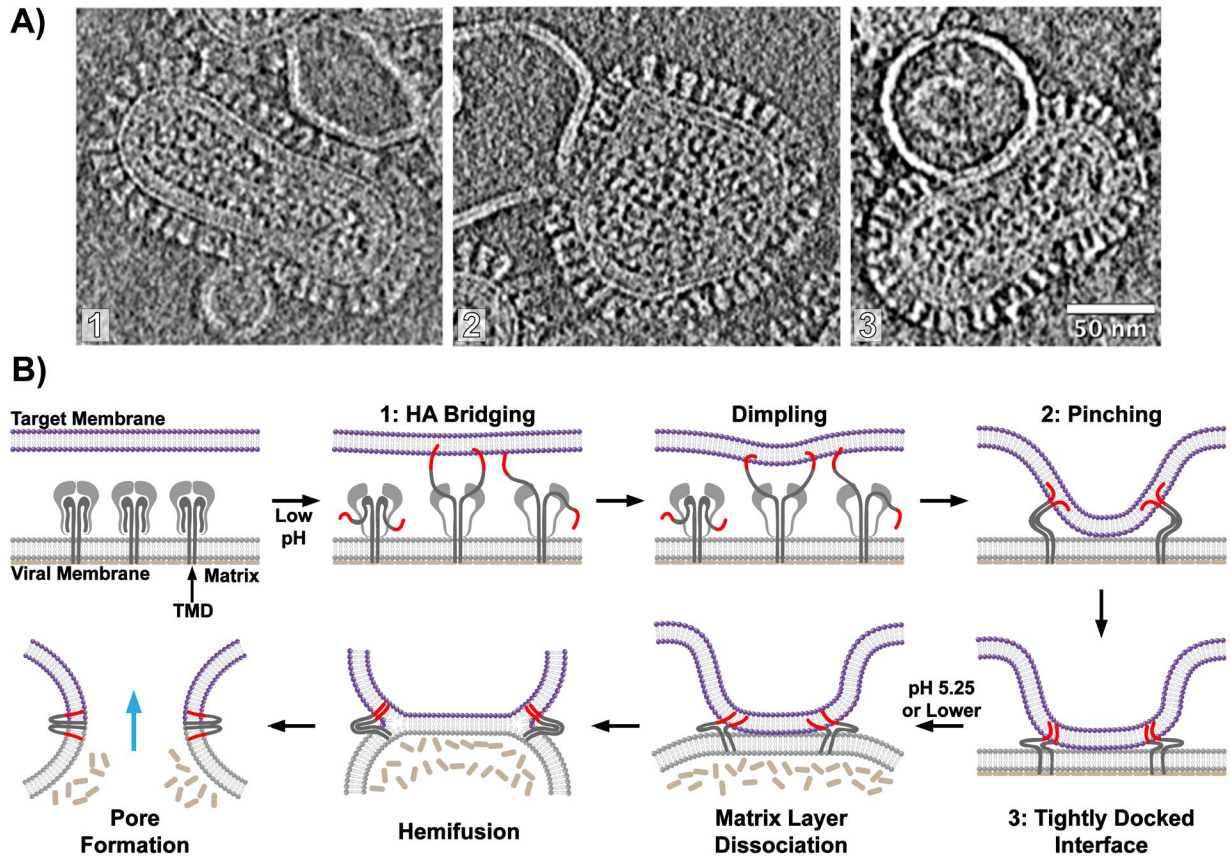 A)
1
2
3
50 nm
B)
Target Membrane
1: HA Bridging
Dimpling
2: Pinching
Low
pH
Viral Membrane
Matrix
TMD
pH 5.25
or Lower
Pore
Formation
Hemifusion
Matrix Layer
Dissociation
3: Tightly Docked
Interface